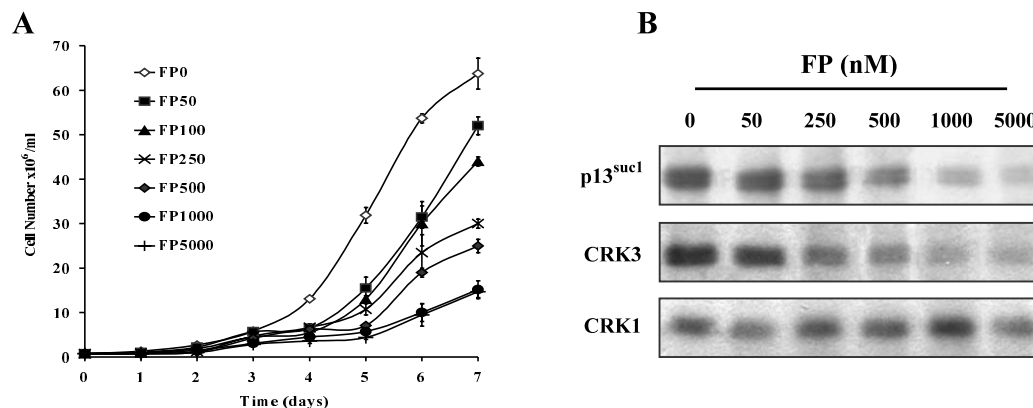 A
70
60
50
40
30
20
10
0
Cell Number x10⁶/ml
FP0
FP50
FP100
FP250
FP500
FP1000
FP5000
0 1 2 3 4 5 6 7
Time (days)
B
FP (nM)
0 50 250 500 1000 5000
p13suc1
CRK3
CRK1